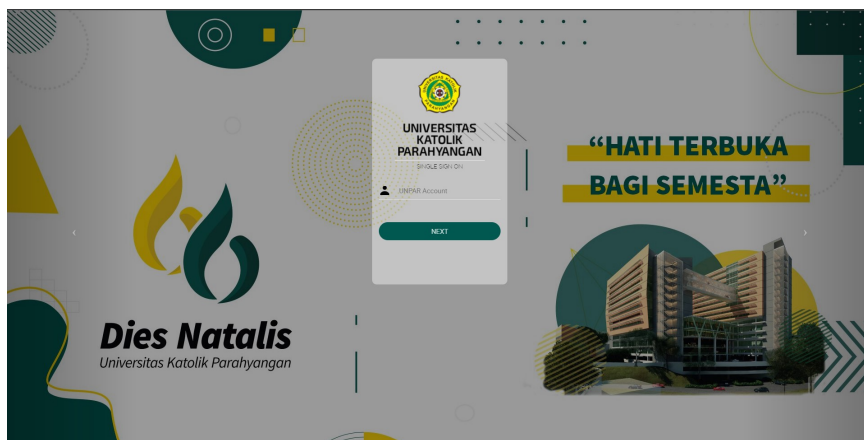 UNIVERSITAS
KATOLIK
PARAHYANGAN
SINGLE SIGN ON
UNPAR Account
NEXT
Dies Natalis
Universitas Katolik Parahyangan
“HATI TERBUKA
BAGI SEMESTA”